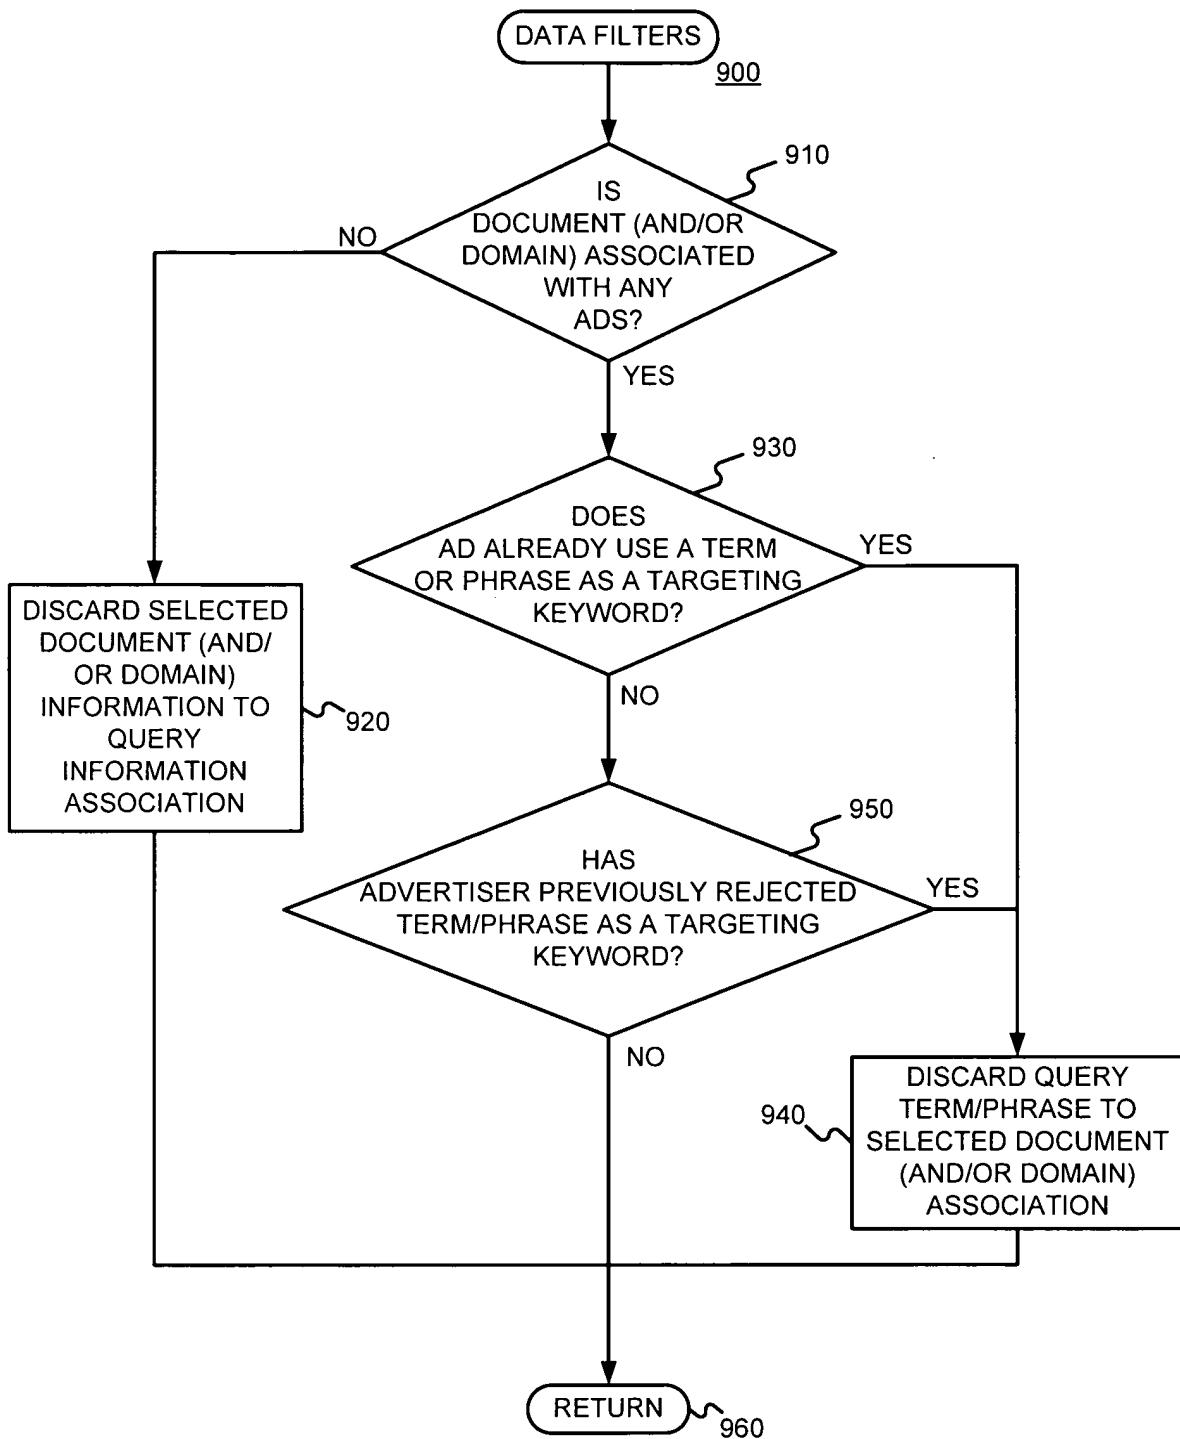 DATA FILTERS
900
910
IS
DOCUMENT (AND/OR
DOMAIN) ASSOCIATED
WITH ANY
ADS?
NO
YES
930
DOES
AD ALREADY USE A TERM
OR PHRASE AS A TARGETING
KEYWORD?
YES
NO
DISCARD SELECTED
DOCUMENT (AND/
OR DOMAIN)
INFORMATION TO
QUERY
INFORMATION
ASSOCIATION
920
950
HAS
ADVERTISER PREVIOUSLY REJECTED
TERM/PHRASE AS A TARGETING
KEYWORD?
YES
NO
DISCARD QUERY
TERM/PHRASE TO
SELECTED DOCUMENT
(AND/OR DOMAIN)
ASSOCIATION
940
RETURN
960